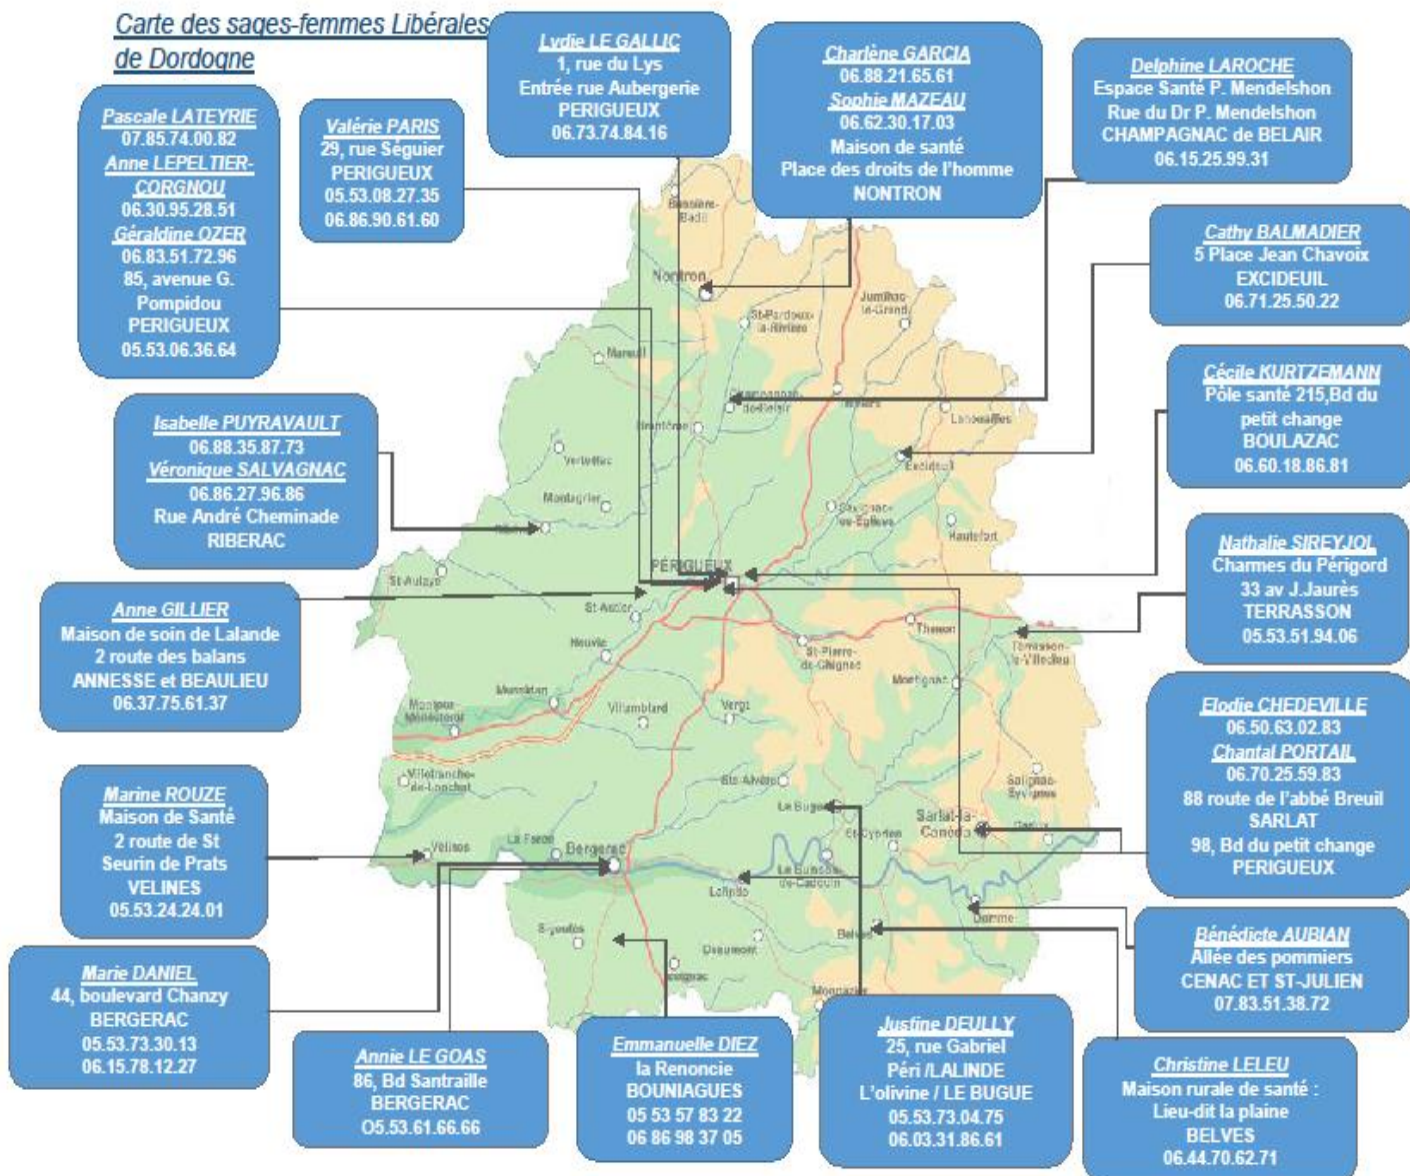 Carte des sages-femmes Libérales
de Dordogne
Pascale LATEYRIE
07.85.74.00.82
Anne LEPELTIER-
CORGNOU
06.30.95.28.51
Géraldine OZER
06.83.51.72.96
85, avenue G.
Pompidou
PERIGUEUX
05.53.06.36.64
Valérie PARIS
29, rue Séguier
PERIGUEUX
05.53.08.27.35
06.86.90.61.60
Lydie LE GALLIC
1, rue du Lys
Entrée rue Aubergerie
PERIGUEUX
06.73.74.84.16
Charlène GARCIA
06.88.21.65.61
Sophie MAZEAU
06.62.30.17.03
Maison de santé
Place des droits de l'homme
NONTRON
Delphine LAROCHE
Espace Santé P. Mendelshon
Rue du Dr P. Mendelshon
CHAMPAGNAC de BELAIR
06.15.25.99.31
Cathy BALMADIER
5 Place Jean Chavoix
EXCIDEUIL
06.71.25.50.22
Cécile KURTZEMANN
Pôle santé 215,Bd du
petit change
BOULAZAC
06.60.18.86.81
Isabelle PUYRAVAULT
06.88.35.87.73
Véronique SALVAGNAC
06.86.27.96.86
Rue André Cheminade
RIBERAC
Nathalie SIREYJOL
Charmes du Périgord
33 av J.Jaurès
TERRASSON
05.53.51.94.06
Anne GILLIER
Maison de soin de Lalande
2 route des balans
ANNESSE et BEAULIEU
06.37.75.61.37
Elodie CHEDEVILLE
06.50.63.02.83
Chantal PORTAIL
06.70.25.59.83
88 route de l'abbé Breuil
SARLAT
98, Bd du petit change
PERIGUEUX
Marine ROUZE
Maison de Santé
2 route de St
Seurin de Prats
VELINES
05.53.24.24.01
Bénédicte AUBIAN
Allée des pommiers
CENAC ET ST-JULIEN
07.83.51.38.72
Marie DANIEL
44, boulevard Chanzy
BERGERAC
05.53.73.30.13
06.15.78.12.27
Annie LE GOAS
86, Bd Santraille
BERGERAC
O5.53.61.66.66
Emmanuelle DIEZ
la Renoncie
BOUNIAGUES
05 53 57 83 22
06 86 98 37 05
Justine DEULLY
25, rue Gabriel
Péri /LALINDE
L'olivine / LE BUGUE
05.53.73.04.75
06.03.31.86.61
Christine LELEU
Maison rurale de santé :
Lieu-dit la plaine
BELVES
06.44.70.62.71
Bussière-
Badil
Nontron
St-Pardoux-
la-Rivière
Jumilhac-
le-Grand
Mareuil
de-Belair
Brantôme
Lanouailles
Verteillac
Excideuil
Montagrier
Savignac-
les-Eglises
Hautefort
PÉRIGUEUX
St-Aulaye
St-Astier
Thenon
Neuvic
St-Pierre-
de-Chignac
Terrasson-
la-Villedieu
Montignac
Mussidan
Villamblard
Vergt
Montpon-
Ménestérol
Villefranche-
de-Lonchat
Ste-Alvère
Salignac-
Eyvigues
Le Bugue
Sarlat-la-
Canéda
St-Cyprien
Carlux
Vélines
La Force
Bergerac
Le Buisson-
de-Cadouin
Lalinde
Domme
Sigoulès
Beaumont
Belvès
Monpazier